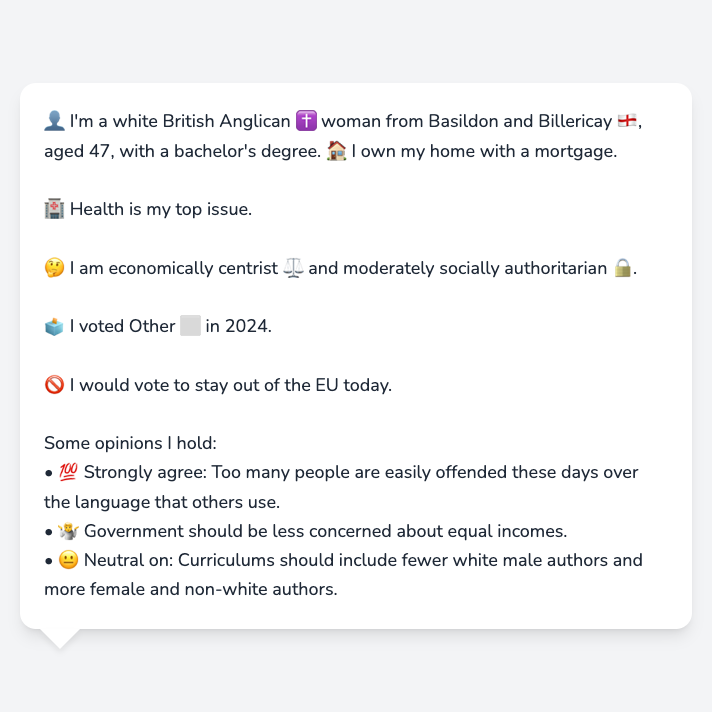 👤 I'm a white British Anglican ✝️ woman from Basildon and Billericay 🏴󠁧󠁢󠁥󠁮󠁧󠁿,
aged 47, with a bachelor's degree. 🏠 I own my home with a mortgage.
🏥 Health is my top issue.
🤔 I am economically centrist ⚖️ and moderately socially authoritarian 🔒.
🗳️ I voted Other ⬜ in 2024.
🚫 I would vote to stay out of the EU today.
Some opinions I hold:
• 💯 Strongly agree: Too many people are easily offended these days over
the language that others use.
• 🤷 Government should be less concerned about equal incomes.
• 😐 Neutral on: Curriculums should include fewer white male authors and
more female and non-white authors.